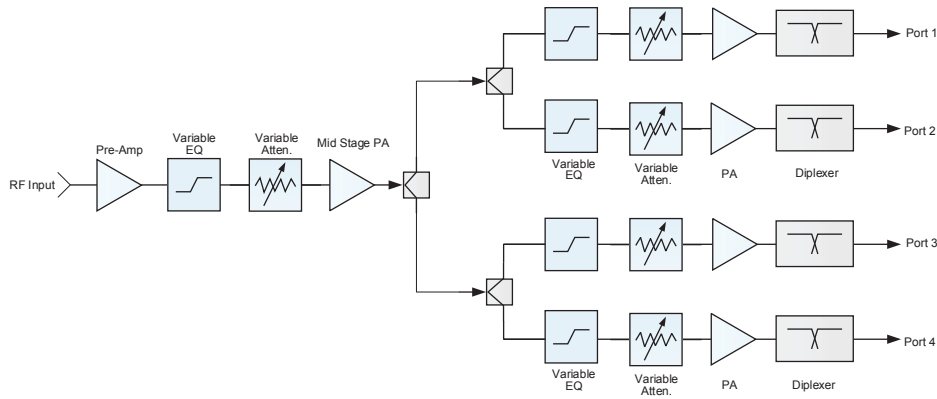 Port 1
Port 2
Variable
EQ
Variable
Atten.
PA
Diplexer
Pre-Amp
Variable
EQ
Variable
Atten.
Mid Stage PA
RF Input
Port 3
Port 4
Variable
EQ
Variable
Atten.
PA
Diplexer